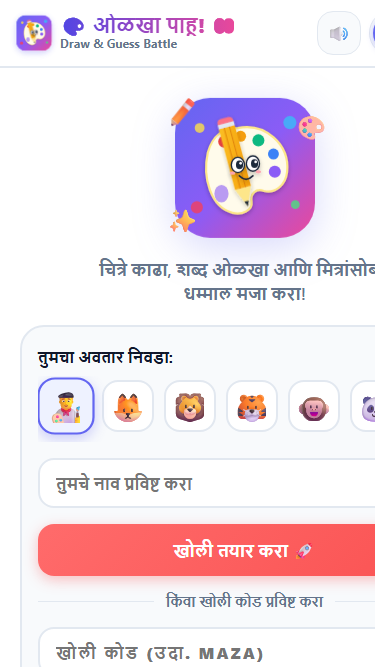 ओळखा पाहू!
Draw & Guess Battle
चित्रे काढा, शब्द ओळखा आणि
धम्माल मजा करा!
तुमचा अवतार निवडा:
तुमचे नाव प्रविष्ट करा
खोली तयार करा
किंवा खोली कोड प्रविष्ट करा
खोली कोड (उदा. MAZA)